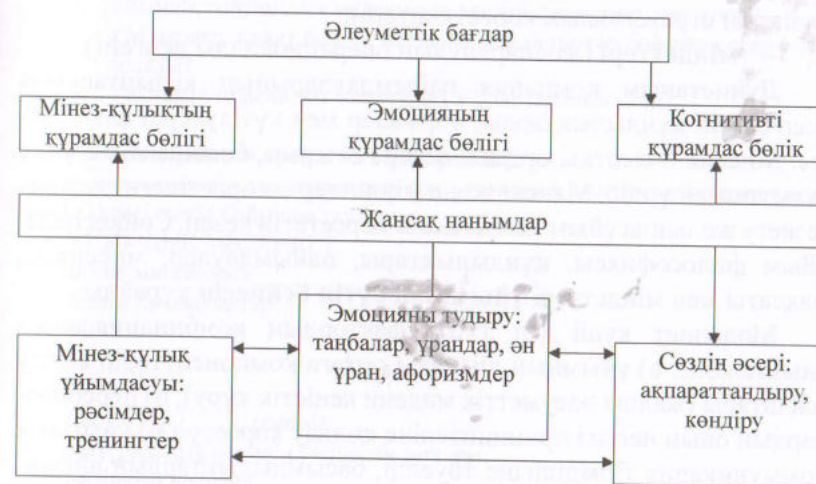 Әлеуметтік бағдар
Мінез-құлықтың
құрамдас бөлігі
Эмоцияның
құрамдас бөлігі
Когнитивті
құрамдас бөлік
Жансақ нанымдар
Мінез-құлық
ұйымдасуы:
рәсімдер,
тренингтер
Эмоцияны тудыру:
таңбалар, ұрандар, ән
ұран, афоризмдер
Сөздің әсері:
ақпараттандыру,
көндіру